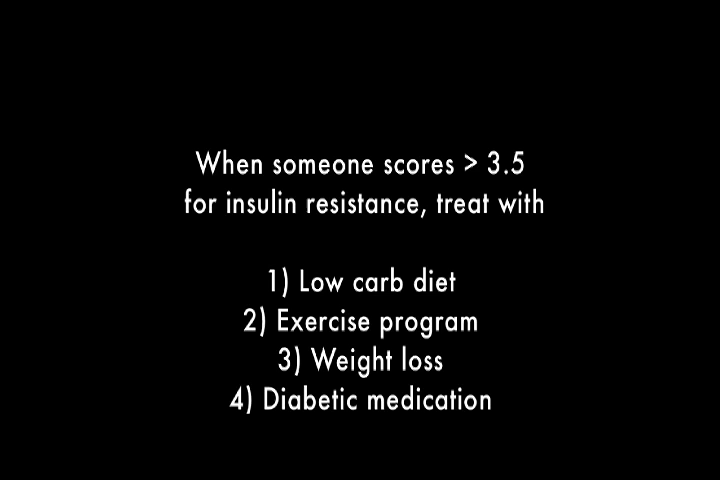 When someone scores > 3.5
for insulin resistance, treat with
1) Low carb diet
2) Exercise program
3) Weight loss
4) Diabetic medication